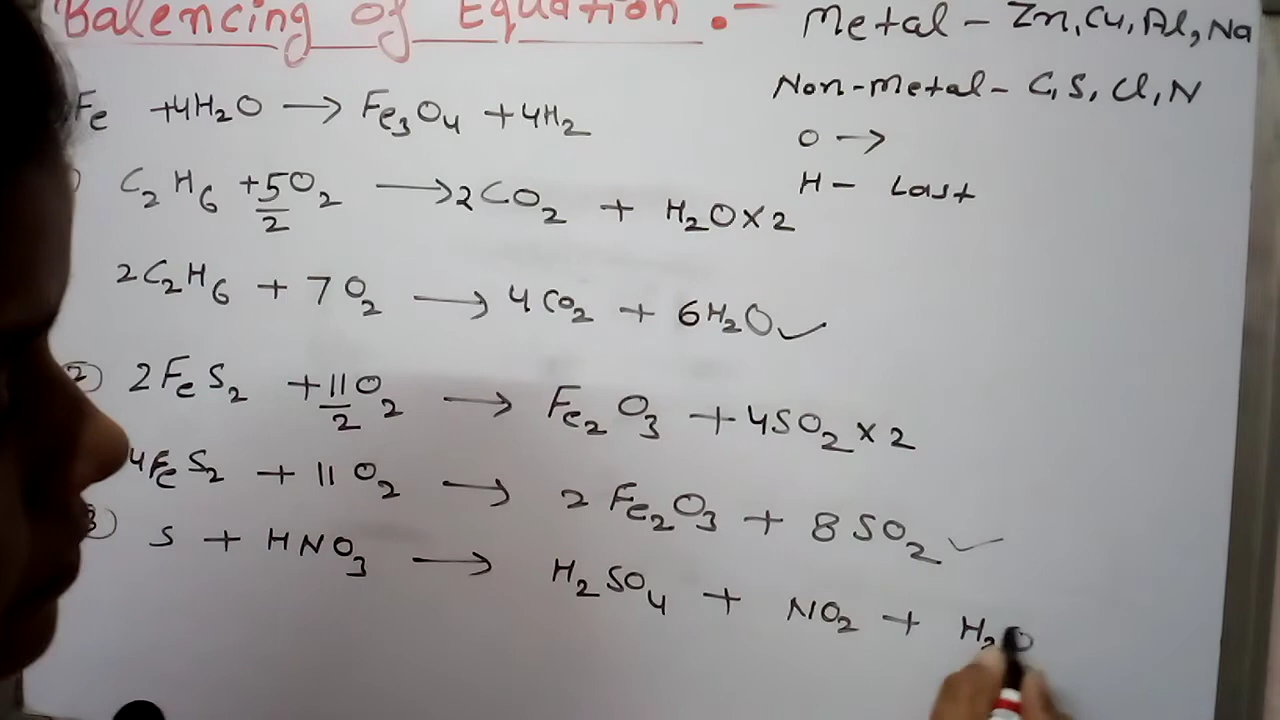 Balencing of Equation :-
Metal - Zn, Cu, Al, Na
Non-metal - C, S, Cl, N
O →
H - Last
Fe + 4H₂O → Fe₃O₄ + 4H₂
C₂H₆ + 5/2 O₂ → 2CO₂ + H₂O × 2
2C₂H₆ + 7O₂ → 4CO₂ + 6H₂O ✓
② 2FeS₂ + 11/2 O₂ → Fe₂O₃ + 4SO₂ × 2
4FeS₂ + 11O₂ → 2Fe₂O₃ + 8SO₂ ✓
③ S + HNO₃ → H₂SO₄ + NO₂ + H₂O